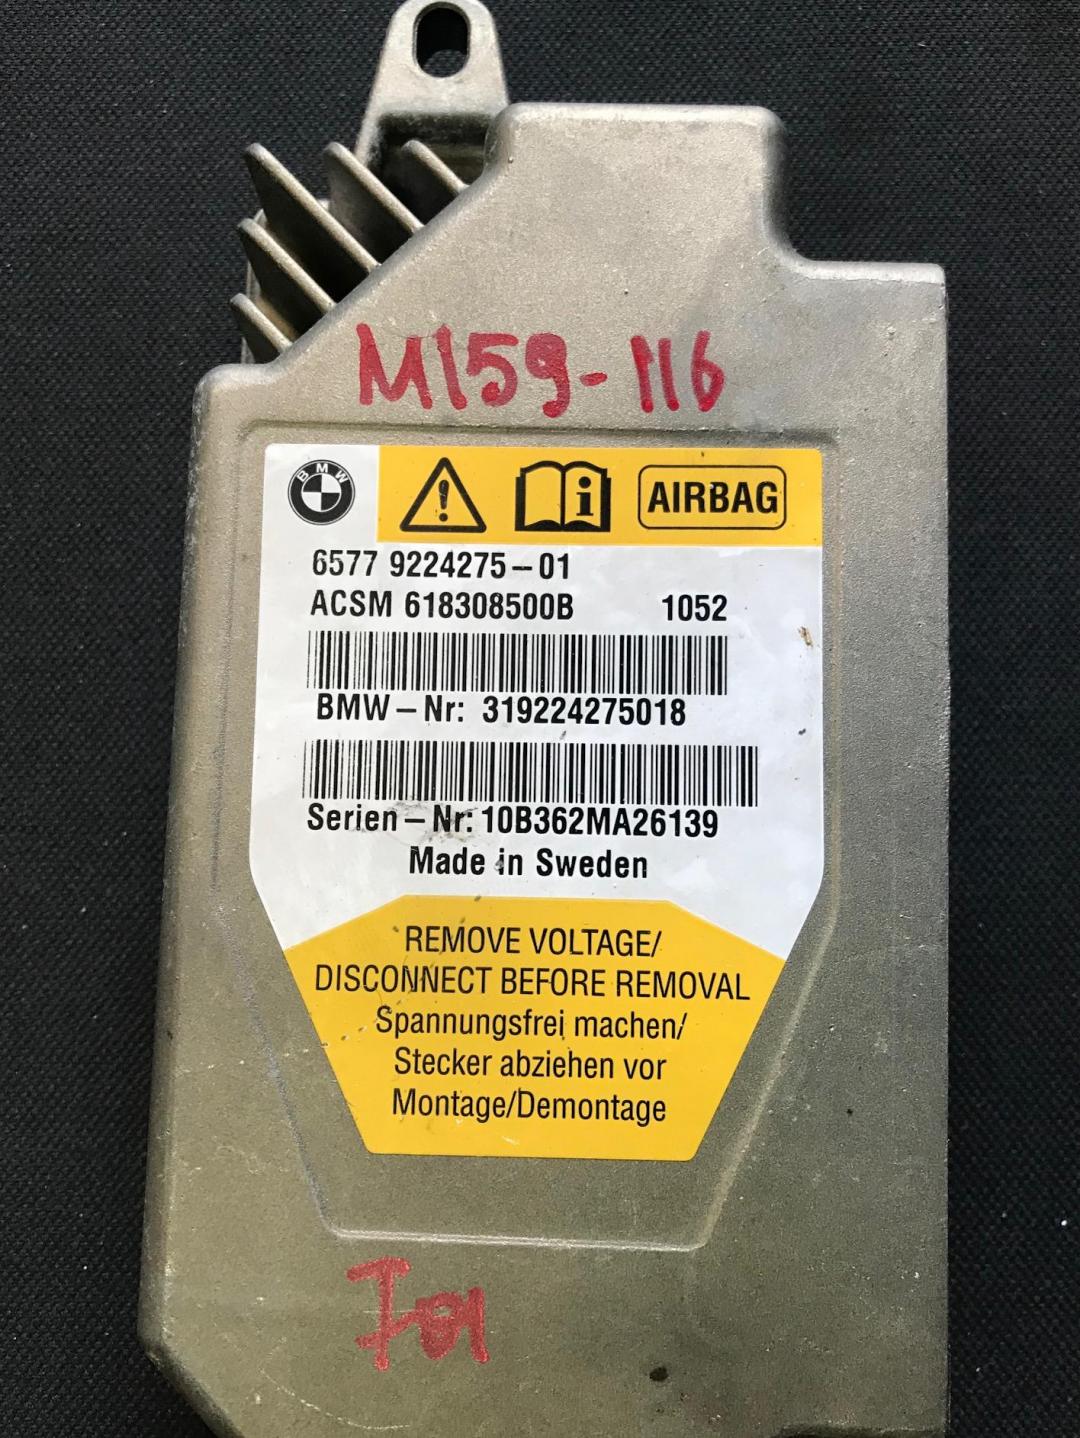 M159-116
BMW
AIRBAG
6577 9224275-01
ACSM 618308500B 1052
BMW-Nr: 319224275018
Serien-Nr: 10B362MA26139
Made in Sweden
REMOVE VOLTAGE/
DISCONNECT BEFORE REMOVAL
Spannungsfrei machen/
Stecker abziehen vor
Montage/Demontage
F01